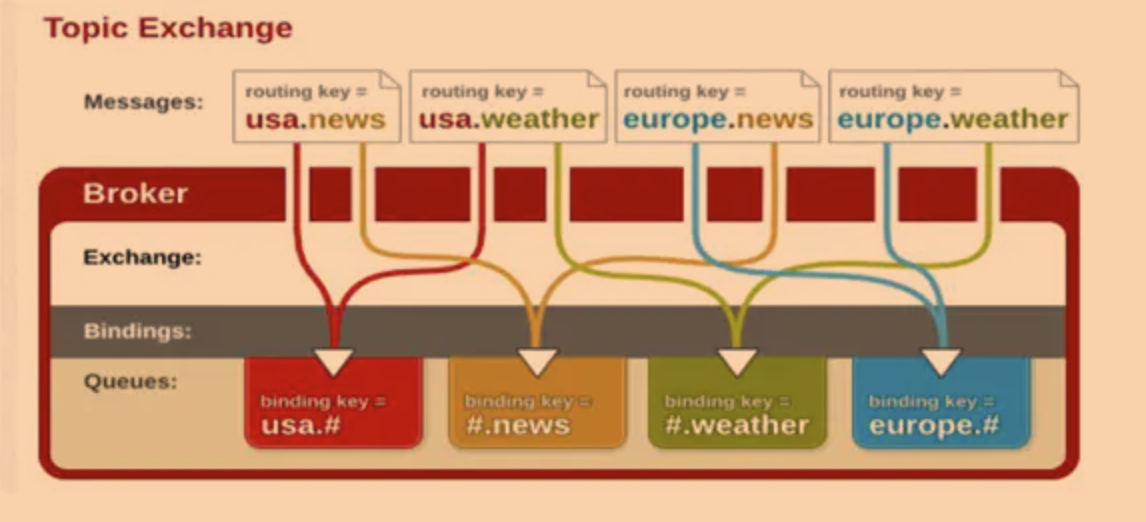 Topic Exchange
Messages:
routing key =
usa.news
routing key =
usa.weather
routing key =
europe.news
routing key =
europe.weather
Broker
Exchange:
Bindings:
Queues:
binding key =
usa.#
binding key =
#.news
binding key =
#.weather
binding key =
europe.#